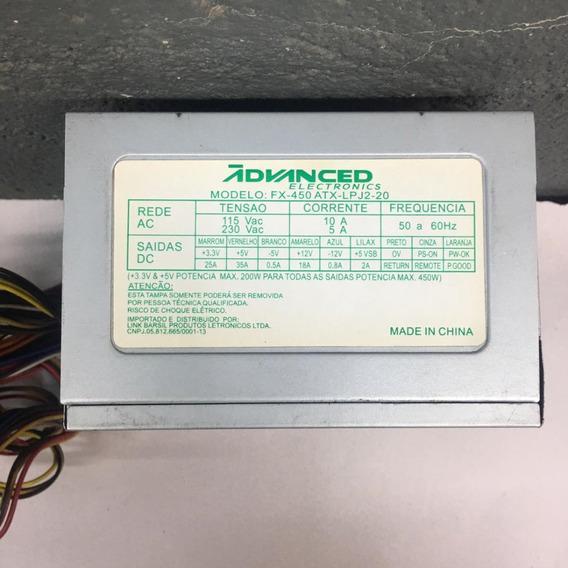 ADVANCED
ELECTRONICS
MODELO: FX-450 ATX-LPJ2-20
REDE AC TENSAO CORRENTE FREQUENCIA
115 Vac 10 A 50 a 60Hz
230 Vac 5 A
SAIDAS DC MARROM VERNELHO BRANCO AMARELO AZUL LILAX PRETO CINZA LARANJA
+3.3V +5V -5V +12V -12V +5 VSB OV PS-ON PW-OK
25A 35A 0.5A 18A 0.8A 2A RETURN REMOTE P.GOOD
(+3.3V & +5V POTENCIA MAX. 200W PARA TODAS AS SAIDAS POTENCIA MAX. 450W)
ATENÇÃO:
ESTA TAMPA SOMENTE PODERÁ SER REMOVIDA
POR PESSOA TÉCNICA QUALIFICADA.
RISCO DE CHOQUE ELÉTRICO.
IMPORTADO E DISTRIBUIDO POR:
LINK BARSIL PRODUTOS LETRONICOS LTDA.
CNPJ.05.812.665/0001-13
MADE IN CHINA